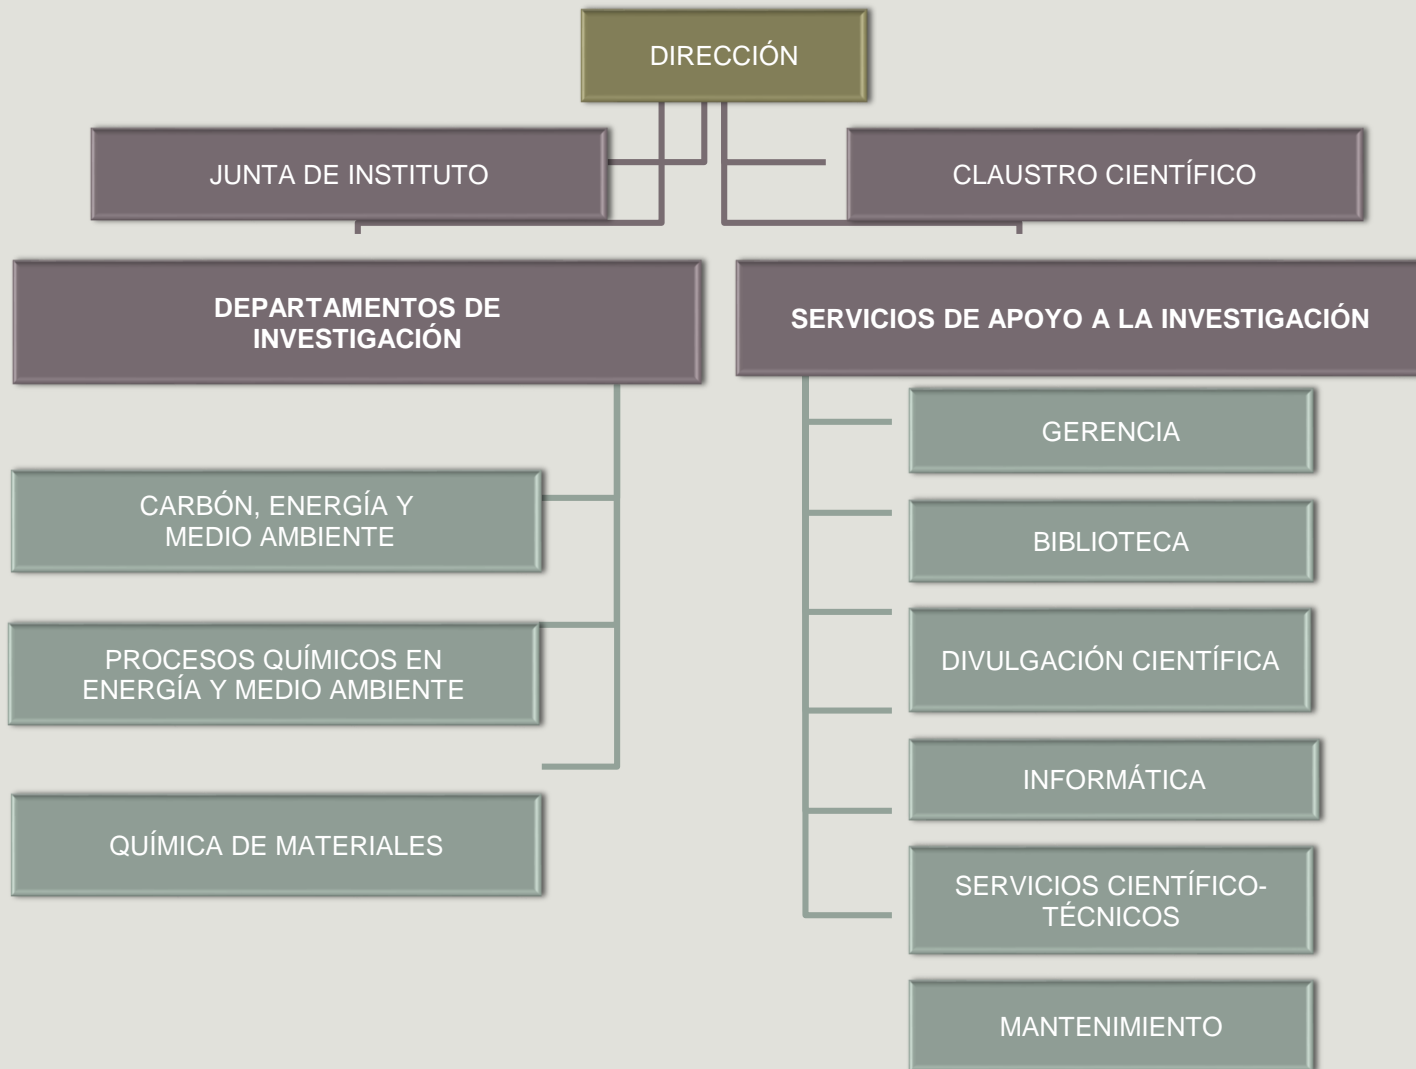 DIRECCIÓN
JUNTA DE INSTITUTO
CLAUSTRO CIENTÍFICO
DEPARTAMENTOS DE
INVESTIGACIÓN
SERVICIOS DE APOYO A LA INVESTIGACIÓN
CARBÓN, ENERGÍA Y
MEDIO AMBIENTE
PROCESOS QUÍMICOS EN
ENERGÍA Y MEDIO AMBIENTE
QUÍMICA DE MATERIALES
GERENCIA
BIBLIOTECA
DIVULGACIÓN CIENTÍFICA
INFORMÁTICA
SERVICIOS CIENTÍFICO-
TÉCNICOS
MANTENIMIENTO